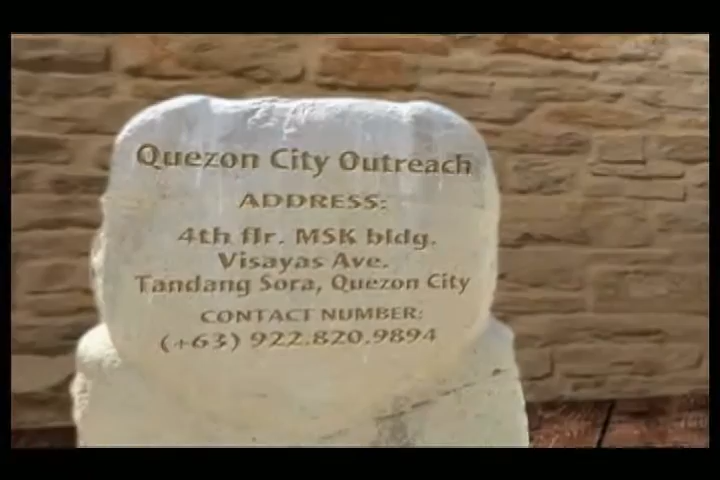 Quezon City Outreach
ADDRESS:
4th flr. MSK bldg.
Visayas Ave.
Tandang Sora, Quezon City
CONTACT NUMBER:
(+63) 922.820.9894